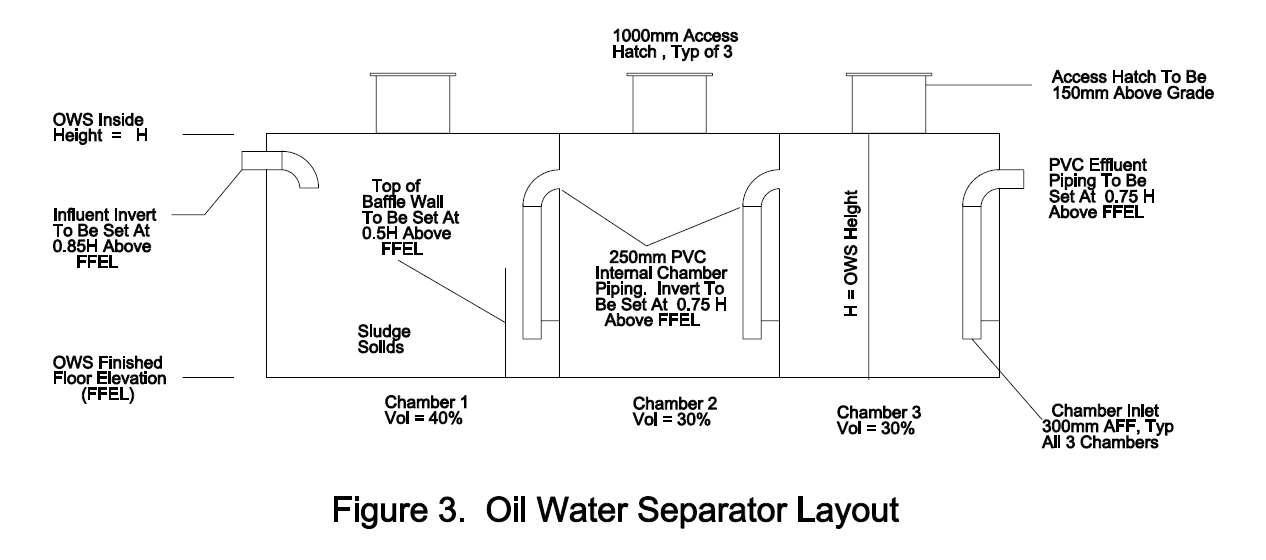 1000mm Access
Hatch , Typ of 3
Access Hatch To Be
150mm Above Grade
OWS Inside
Height = H
PVC Effluent
Piping To Be
Set At 0.75 H
Above FFEL
Top of
Baffle Wall
To Be Set At
0.5H Above
FFEL
Influent Invert
To Be Set At
0.85H Above
FFEL
250mm PVC
Internal Chamber
Piping. Invert To
Be Set At 0.75 H
Above FFEL
H = OWS Height
Sludge
Solids
OWS Finished
Floor Elevation
(FFEL)
Chamber 1
Vol = 40%
Chamber 2
Vol = 30%
Chamber 3
Vol = 30%
Chamber Inlet
300mm AFF, Typ
All 3 Chambers
Figure 3. Oil Water Separator Layout